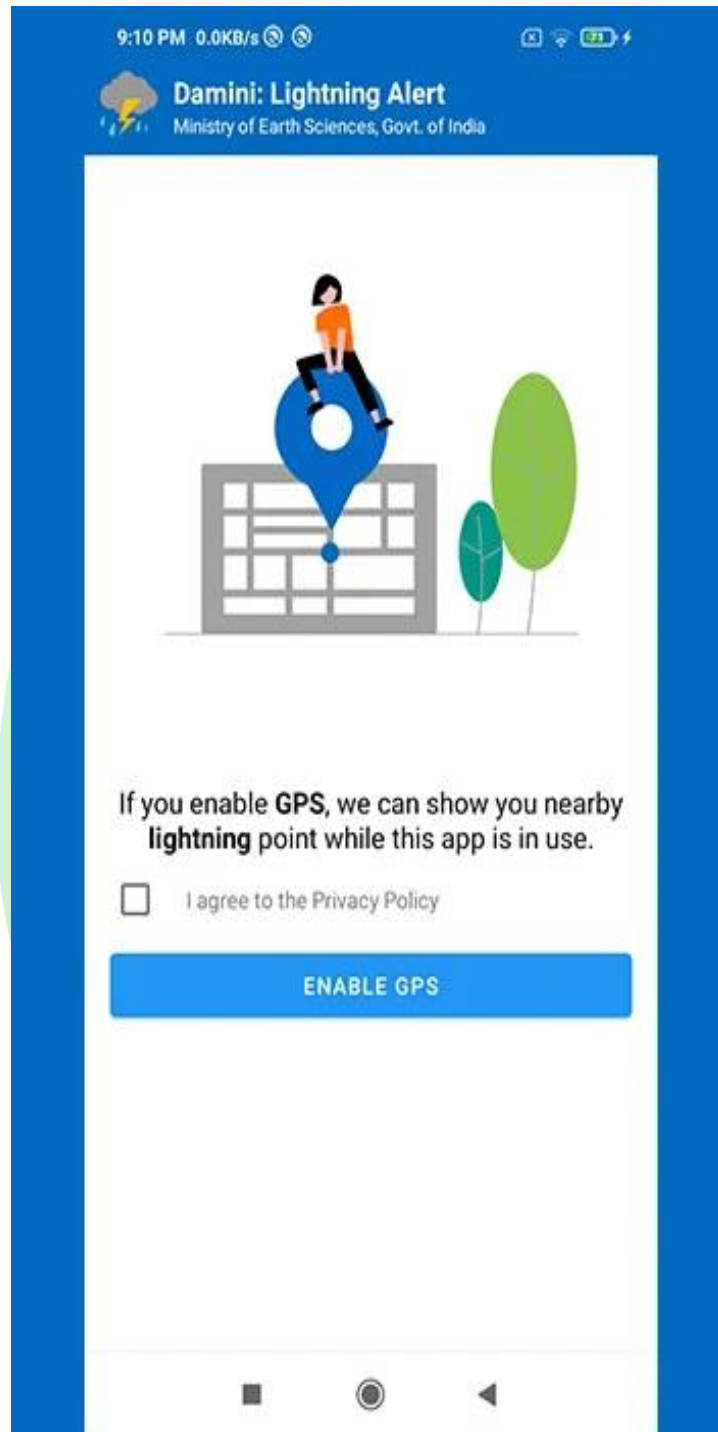 9:10 PM 0.0KB/s
73
Damini: Lightning Alert
Ministry of Earth Sciences, Govt. of India
If you enable GPS, we can show you nearby
lightning point while this app is in use.
I agree to the Privacy Policy
ENABLE GPS